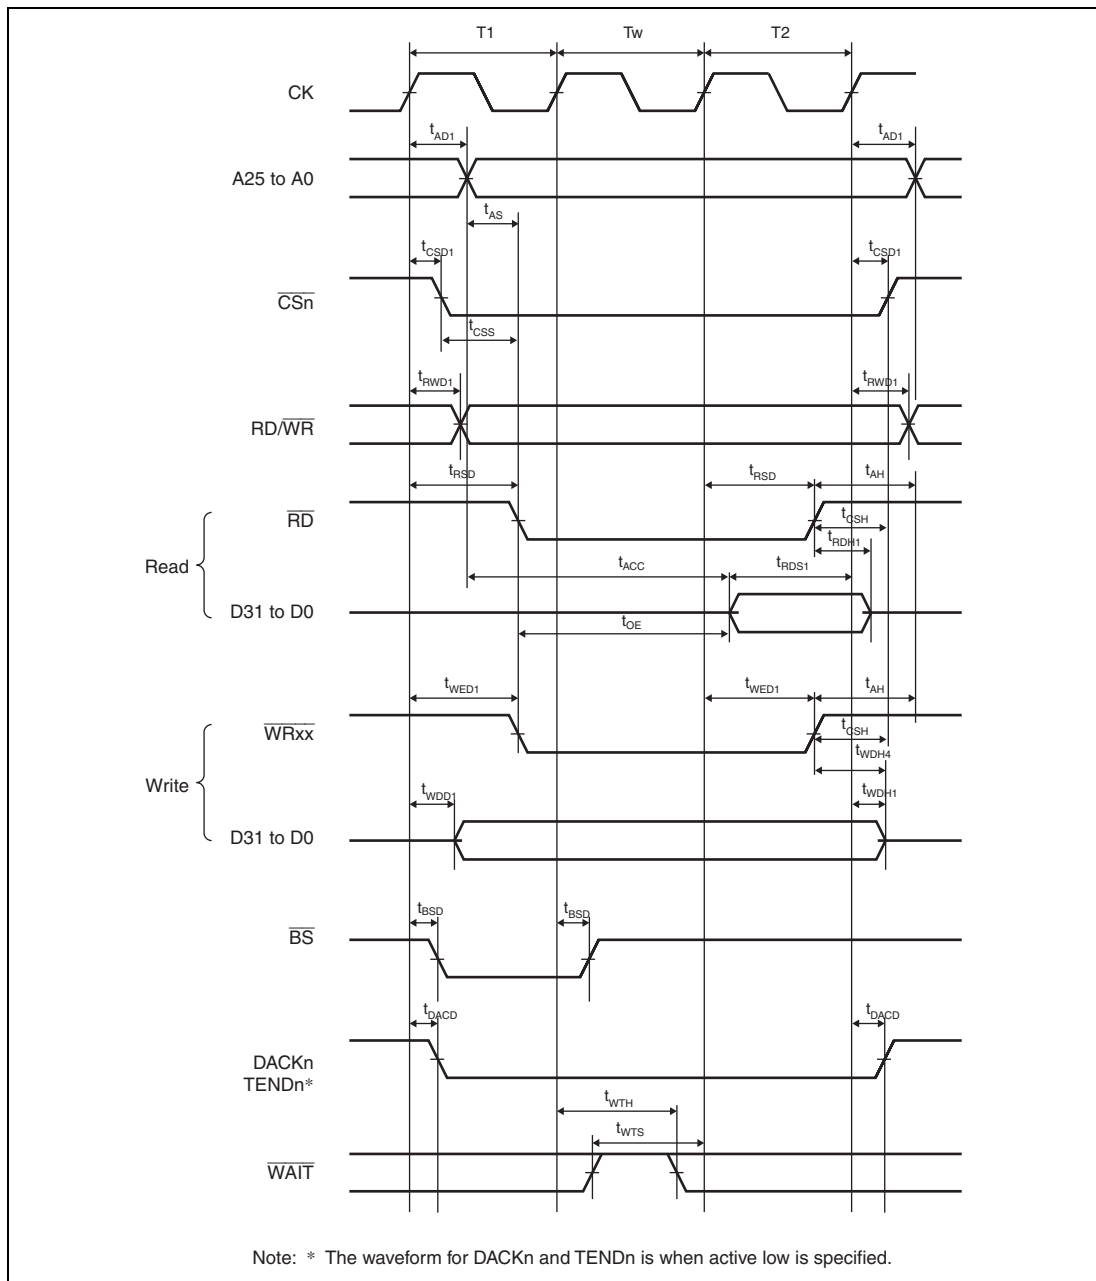 T1 Tw T2
CK
tAD1 tAD1
A25 to A0
tAS
tCSD1 tCSD1
CSn
tCSS
tRWD1 tRWD1
RD/WR
tRSD tRSD tAH
RD
tCSH
tRDH1
Read
tACC tRDS1
D31 to D0
tOE
tWED1 tWED1 tAH
WRxx
tCSH
tWDH4
Write
tWDD1 tWDH1
D31 to D0
tBSD tBSD
BS
tDACD tDACD
DACKn
TENDn*
tWTH
tWTS
WAIT
Note: * The waveform for DACKn and TENDn is when active low is specified.